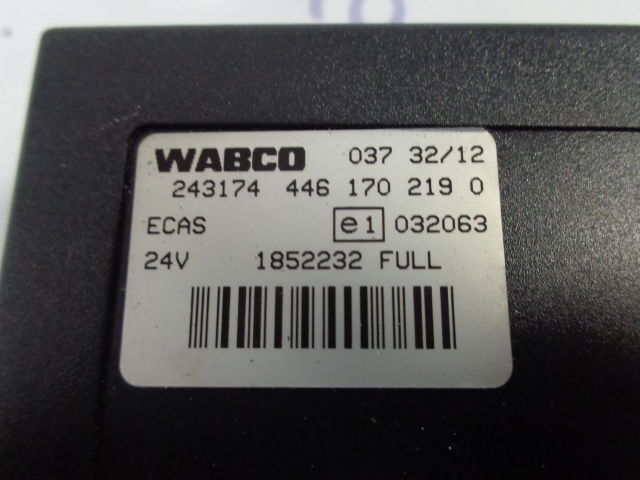 WABCO 037 32/12
243174 446 170 219 0
ECAS e1 032063
24V 1852232 FULL